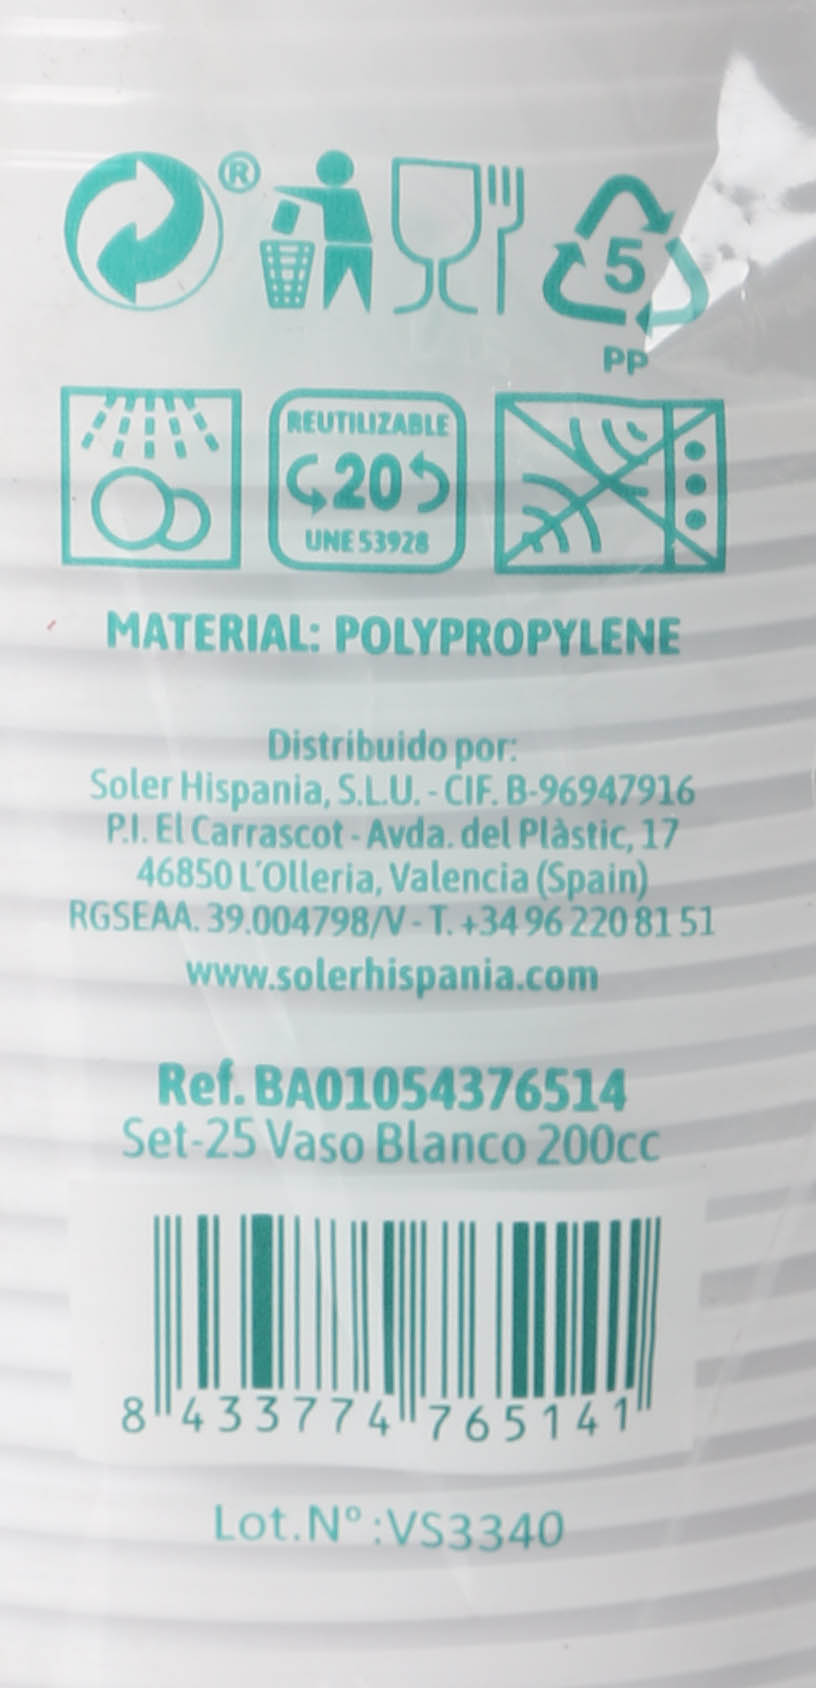 ®
5
PP
REUTILIZABLE
20
UNE 53928
MATERIAL: POLYPROPYLENE
Distribuido por:
Soler Hispania, S.L.U. - CIF. B-96947916
P.I. El Carrascot - Avda. del Plàstic, 17
46850 L'Olleria, Valencia (Spain)
RGSEAA. 39.004798/V - T. +34 96 220 81 51
www.solerhispania.com
Ref. BA01054376514
Set-25 Vaso Blanco 200cc
8 433774 765141
Lot.Nº:VS3340